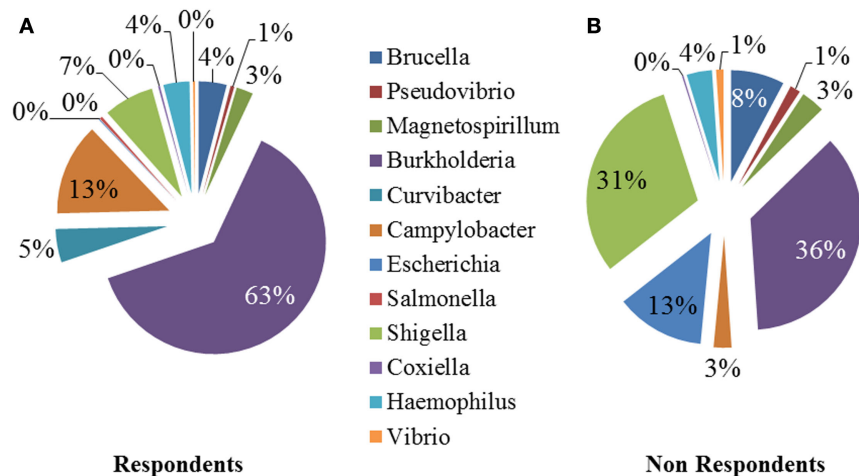 A
0%
4%
0%
7%
0%
0%
13%
5%
4%
1%
3%
63%
Respondents
Brucella
Pseudovibrio
Magnetospirillum
Burkholderia
Curvibacter
Campylobacter
Escherichia
Salmonella
Shigella
Coxiella
Haemophilus
Vibrio
B
0%
4%
1%
8%
1%
3%
31%
36%
13%
3%
Non Respondents